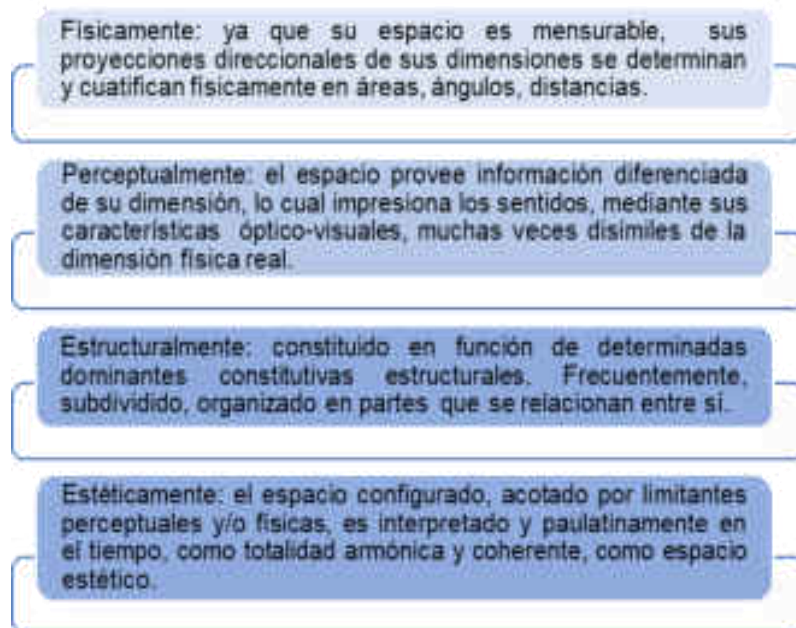 Físicamente: ya que su espacio es mensurable, sus
proyecciones direccionales de sus dimensiones se determinan
y cuatifican físicamente en áreas, ángulos, distancias.
Perceptualmente: el espacio provee información diferenciada
de su dimensión, lo cual impresiona los sentidos, mediante sus
características óptico-visuales, muchas veces disímiles de la
dimensión física real.
Estructuralmente: constituido en función de determinadas
dominantes constitutivas estructurales. Frecuentemente,
subdividido, organizado en partes que se relacionan entre sí.
Estéticamente: el espacio configurado, acotado por limitantes
perceptuales y/o físicas, es interpretado y paulatinamente en
el tiempo, como totalidad armónica y coherente, como espacio
estético.